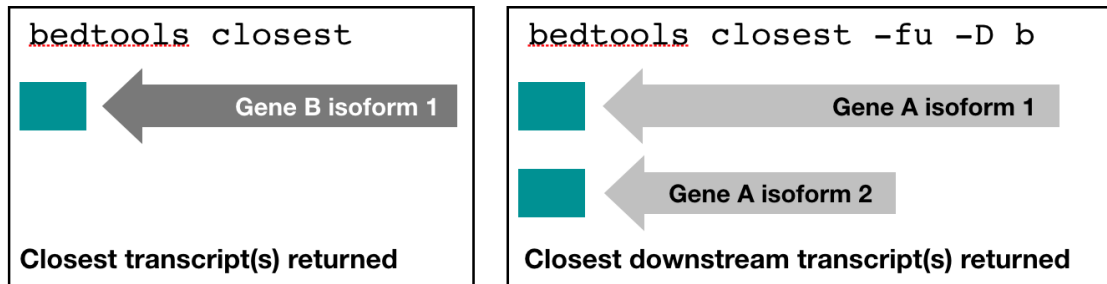 bedtools closest
Gene B isoform 1
Closest transcript(s) returned
bedtools closest -fu -D b
Gene A isoform 1
Gene A isoform 2
Closest downstream transcript(s) returned